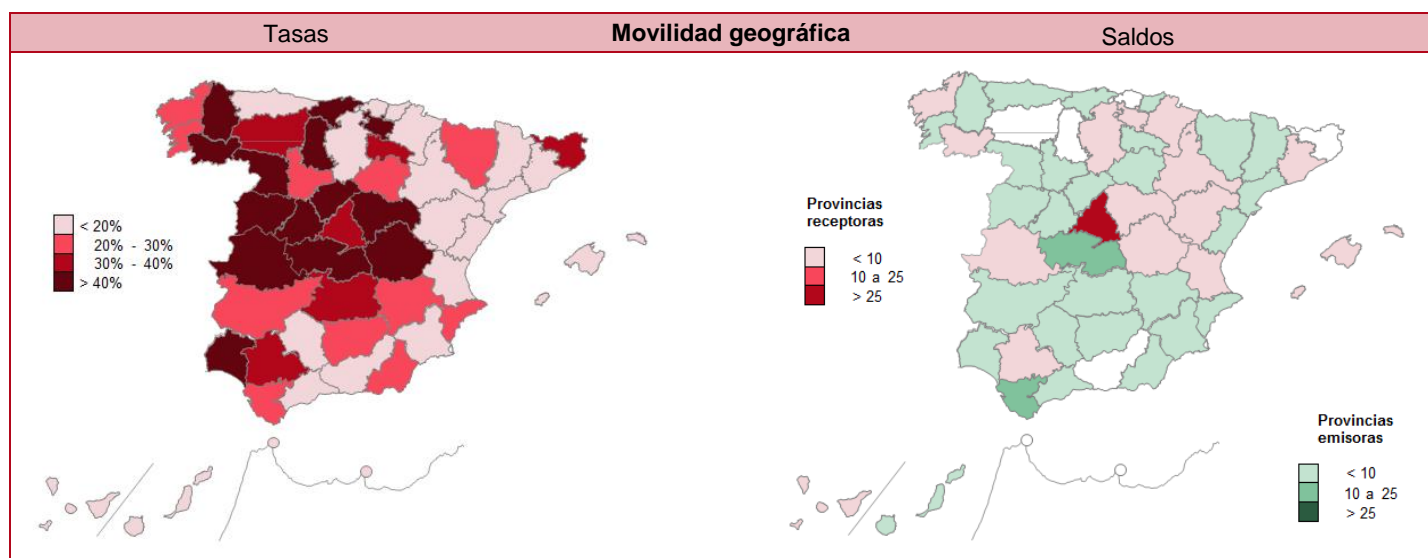 Tasas
Movilidad geográfica
Saldos
< 20%
20% - 30%
30% - 40%
> 40%
Provincias
receptoras
< 10
10 a 25
> 25
Provincias
emisoras
< 10
10 a 25
> 25